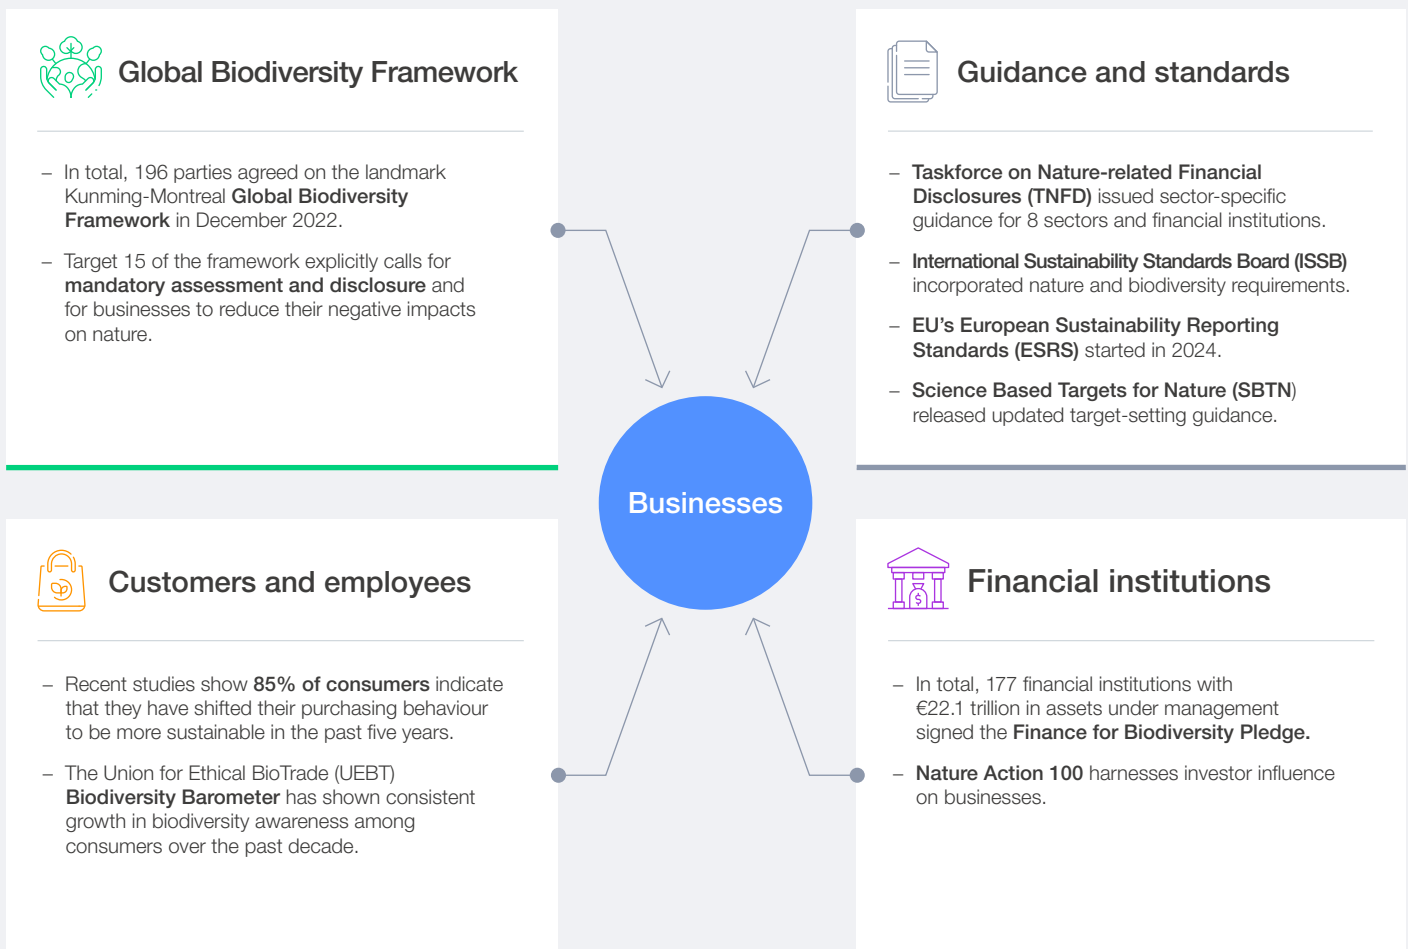 Global Biodiversity Framework
– In total, 196 parties agreed on the landmark
Kunming-Montreal Global Biodiversity
Framework in December 2022.
– Target 15 of the framework explicitly calls for
mandatory assessment and disclosure and
for businesses to reduce their negative impacts
on nature.
Guidance and standards
– Taskforce on Nature-related Financial
Disclosures (TNFD) issued sector-specific
guidance for 8 sectors and financial institutions.
– International Sustainability Standards Board (ISSB)
incorporated nature and biodiversity requirements.
– EU’s European Sustainability Reporting
Standards (ESRS) started in 2024.
– Science Based Targets for Nature (SBTN)
released updated target-setting guidance.
Businesses
Customers and employees
– Recent studies show 85% of consumers indicate
that they have shifted their purchasing behaviour
to be more sustainable in the past five years.
– The Union for Ethical BioTrade (UEBT)
Biodiversity Barometer has shown consistent
growth in biodiversity awareness among
consumers over the past decade.
$
Financial institutions
– In total, 177 financial institutions with
€22.1 trillion in assets under management
signed the Finance for Biodiversity Pledge.
– Nature Action 100 harnesses investor influence
on businesses.